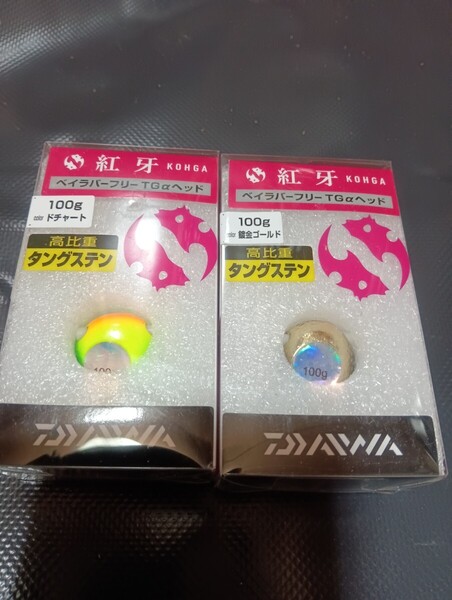 紅牙 KOHGA
ベイラバーフリーTGαヘッド
100g
ドチャート
高比重
タングステン
100g
DAIWA
紅牙 KOHGA
ベイラバーフリーTGαヘッド
100g
鍍金ゴールド
高比重
タングステン
100g
DAIWA